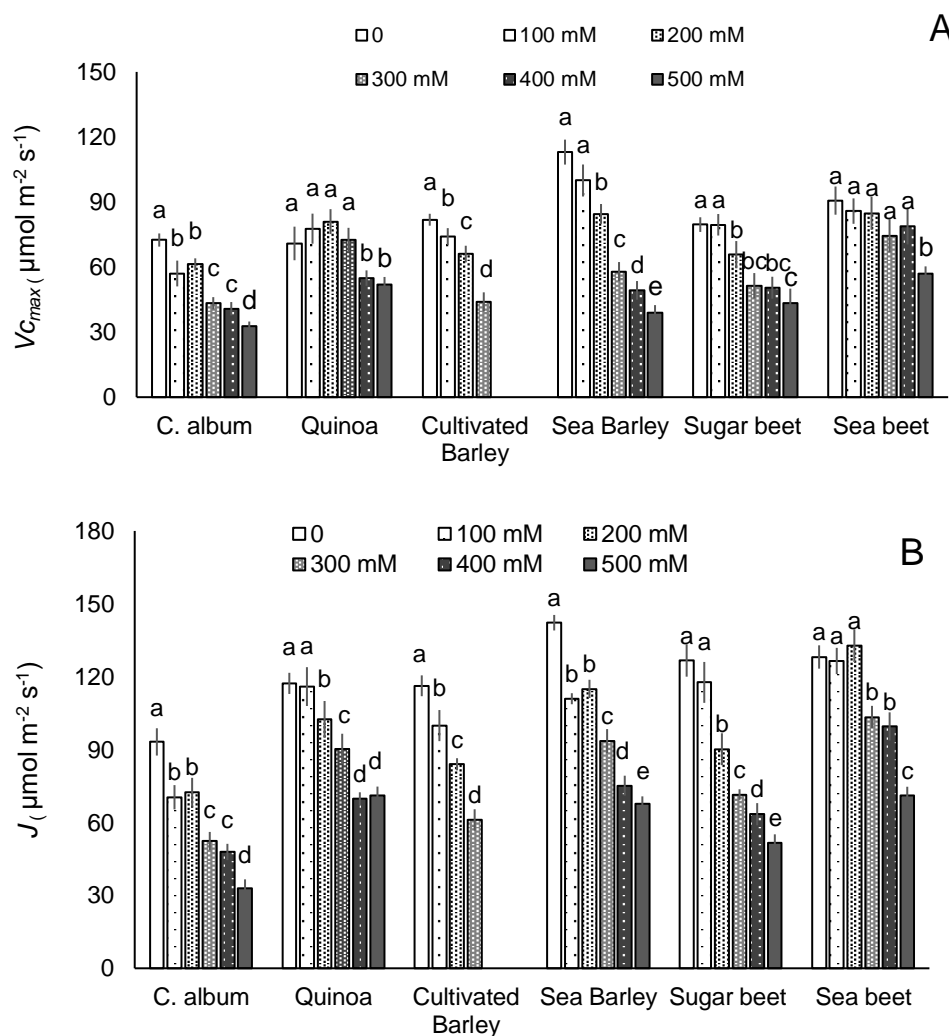 A
0 100 mM 200 mM
300 mM 400 mM 500 mM
150
120
90
60
30
0
Vc_max ( µmol m⁻² s⁻¹)
a b b c c d
a a a a b b
a b c d
a a b c d e
a a b bc bc c
a a a a a b
C. album Quinoa Cultivated Barley Sea Barley Sugar beet Sea beet
B
0 100 mM 200 mM
300 mM 400 mM 500 mM
180
150
120
90
60
30
0
J ( µmol m⁻² s⁻¹)
a b b c c d
a a b c d d
a b c d
a b b c d e
a a b c d e
a a a b b c
C. album Quinoa Cultivated Barley Sea Barley Sugar beet Sea beet